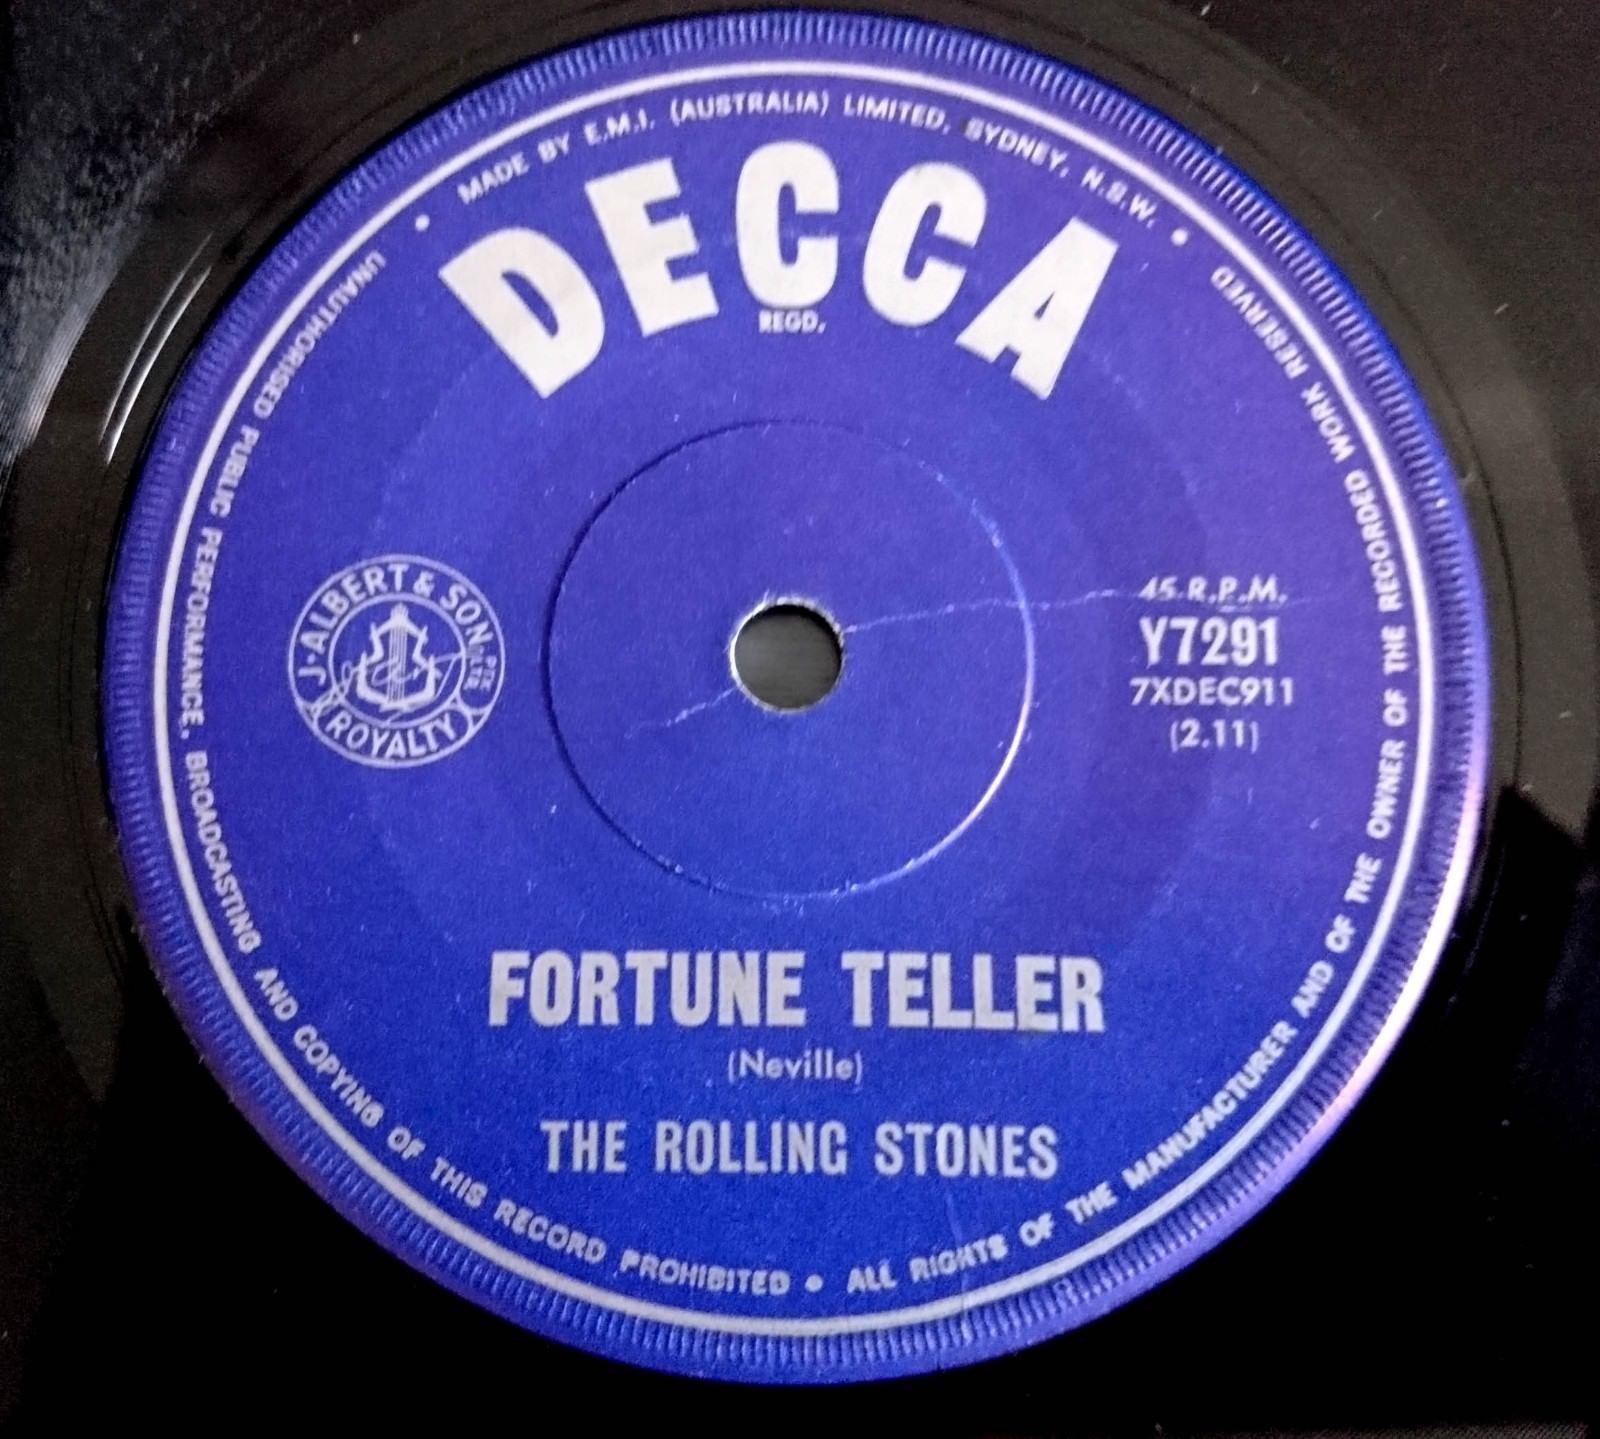 MADE BY E.M.I. (AUSTRALIA) LIMITED, SYDNEY, N.S.W.
DECCA
REGD.
J. ALBERT & SON PTY LTD
ROYALTY
45 R.P.M.
Y7291
7XDEC911
(2.11)
FORTUNE TELLER
(Neville)
THE ROLLING STONES
UNAUTHORISED PUBLIC PERFORMANCE, BROADCASTING AND COPYING OF THIS RECORD PROHIBITED • ALL RIGHTS OF THE MANUFACTURER AND OF THE OWNER OF THE RECORDED WORK RESERVED